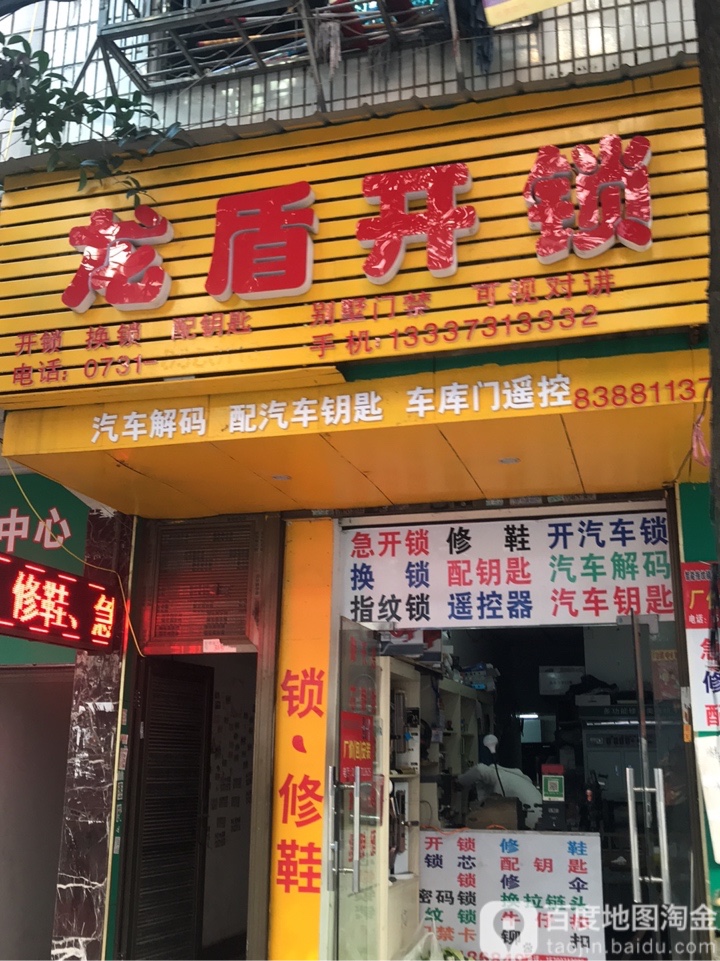 龙盾开锁
开锁 换锁 配钥匙 别墅门禁 可视对讲
电话：0731- 手机：13337313332
汽车解码 配汽车钥匙 车库门遥控 83881137
中心
修鞋、急
急开锁 修鞋 开汽车锁
换锁 配钥匙 汽车解码
指纹锁 遥控器 汽车钥匙
锁、修鞋
开锁 修鞋
锁芯 配钥匙
锁 修伞
密码锁 换拉链头
纹锁
禁卡
百度地图淘金
taojin.baidu.com